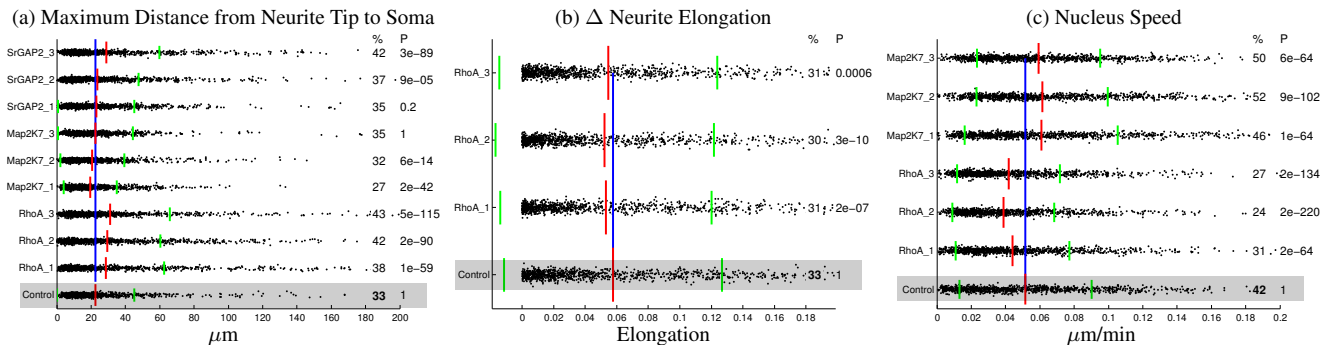 (a) Maximum Distance from Neurite Tip to Soma
% P
SrGAP2_3 42 3e−89
SrGAP2_2 37 9e−05
SrGAP2_1 35 0.2
Map2K7_3 35 1
Map2K7_2 32 6e−14
Map2K7_1 27 2e−42
RhoA_3 43 5e−115
RhoA_2 42 2e−90
RhoA_1 38 1e−59
Control 33 1
0 20 40 60 80 100 120 140 160 180 200
μm
(b) Δ Neurite Elongation
% P
RhoA_3 31 0.0006
RhoA_2 30 3e−10
RhoA_1 31 2e−07
Control 33 1
0 0.02 0.04 0.06 0.08 0.1 0.12 0.14 0.16 0.18
Elongation
(c) Nucleus Speed
% P
Map2K7_3 50 6e−64
Map2K7_2 52 9e−102
Map2K7_1 46 1e−64
RhoA_3 27 2e−134
RhoA_2 24 2e−220
RhoA_1 31 2e−64
Control 42 1
0 0.02 0.04 0.06 0.08 0.1 0.12 0.14 0.16 0.18 0.2
μm/min